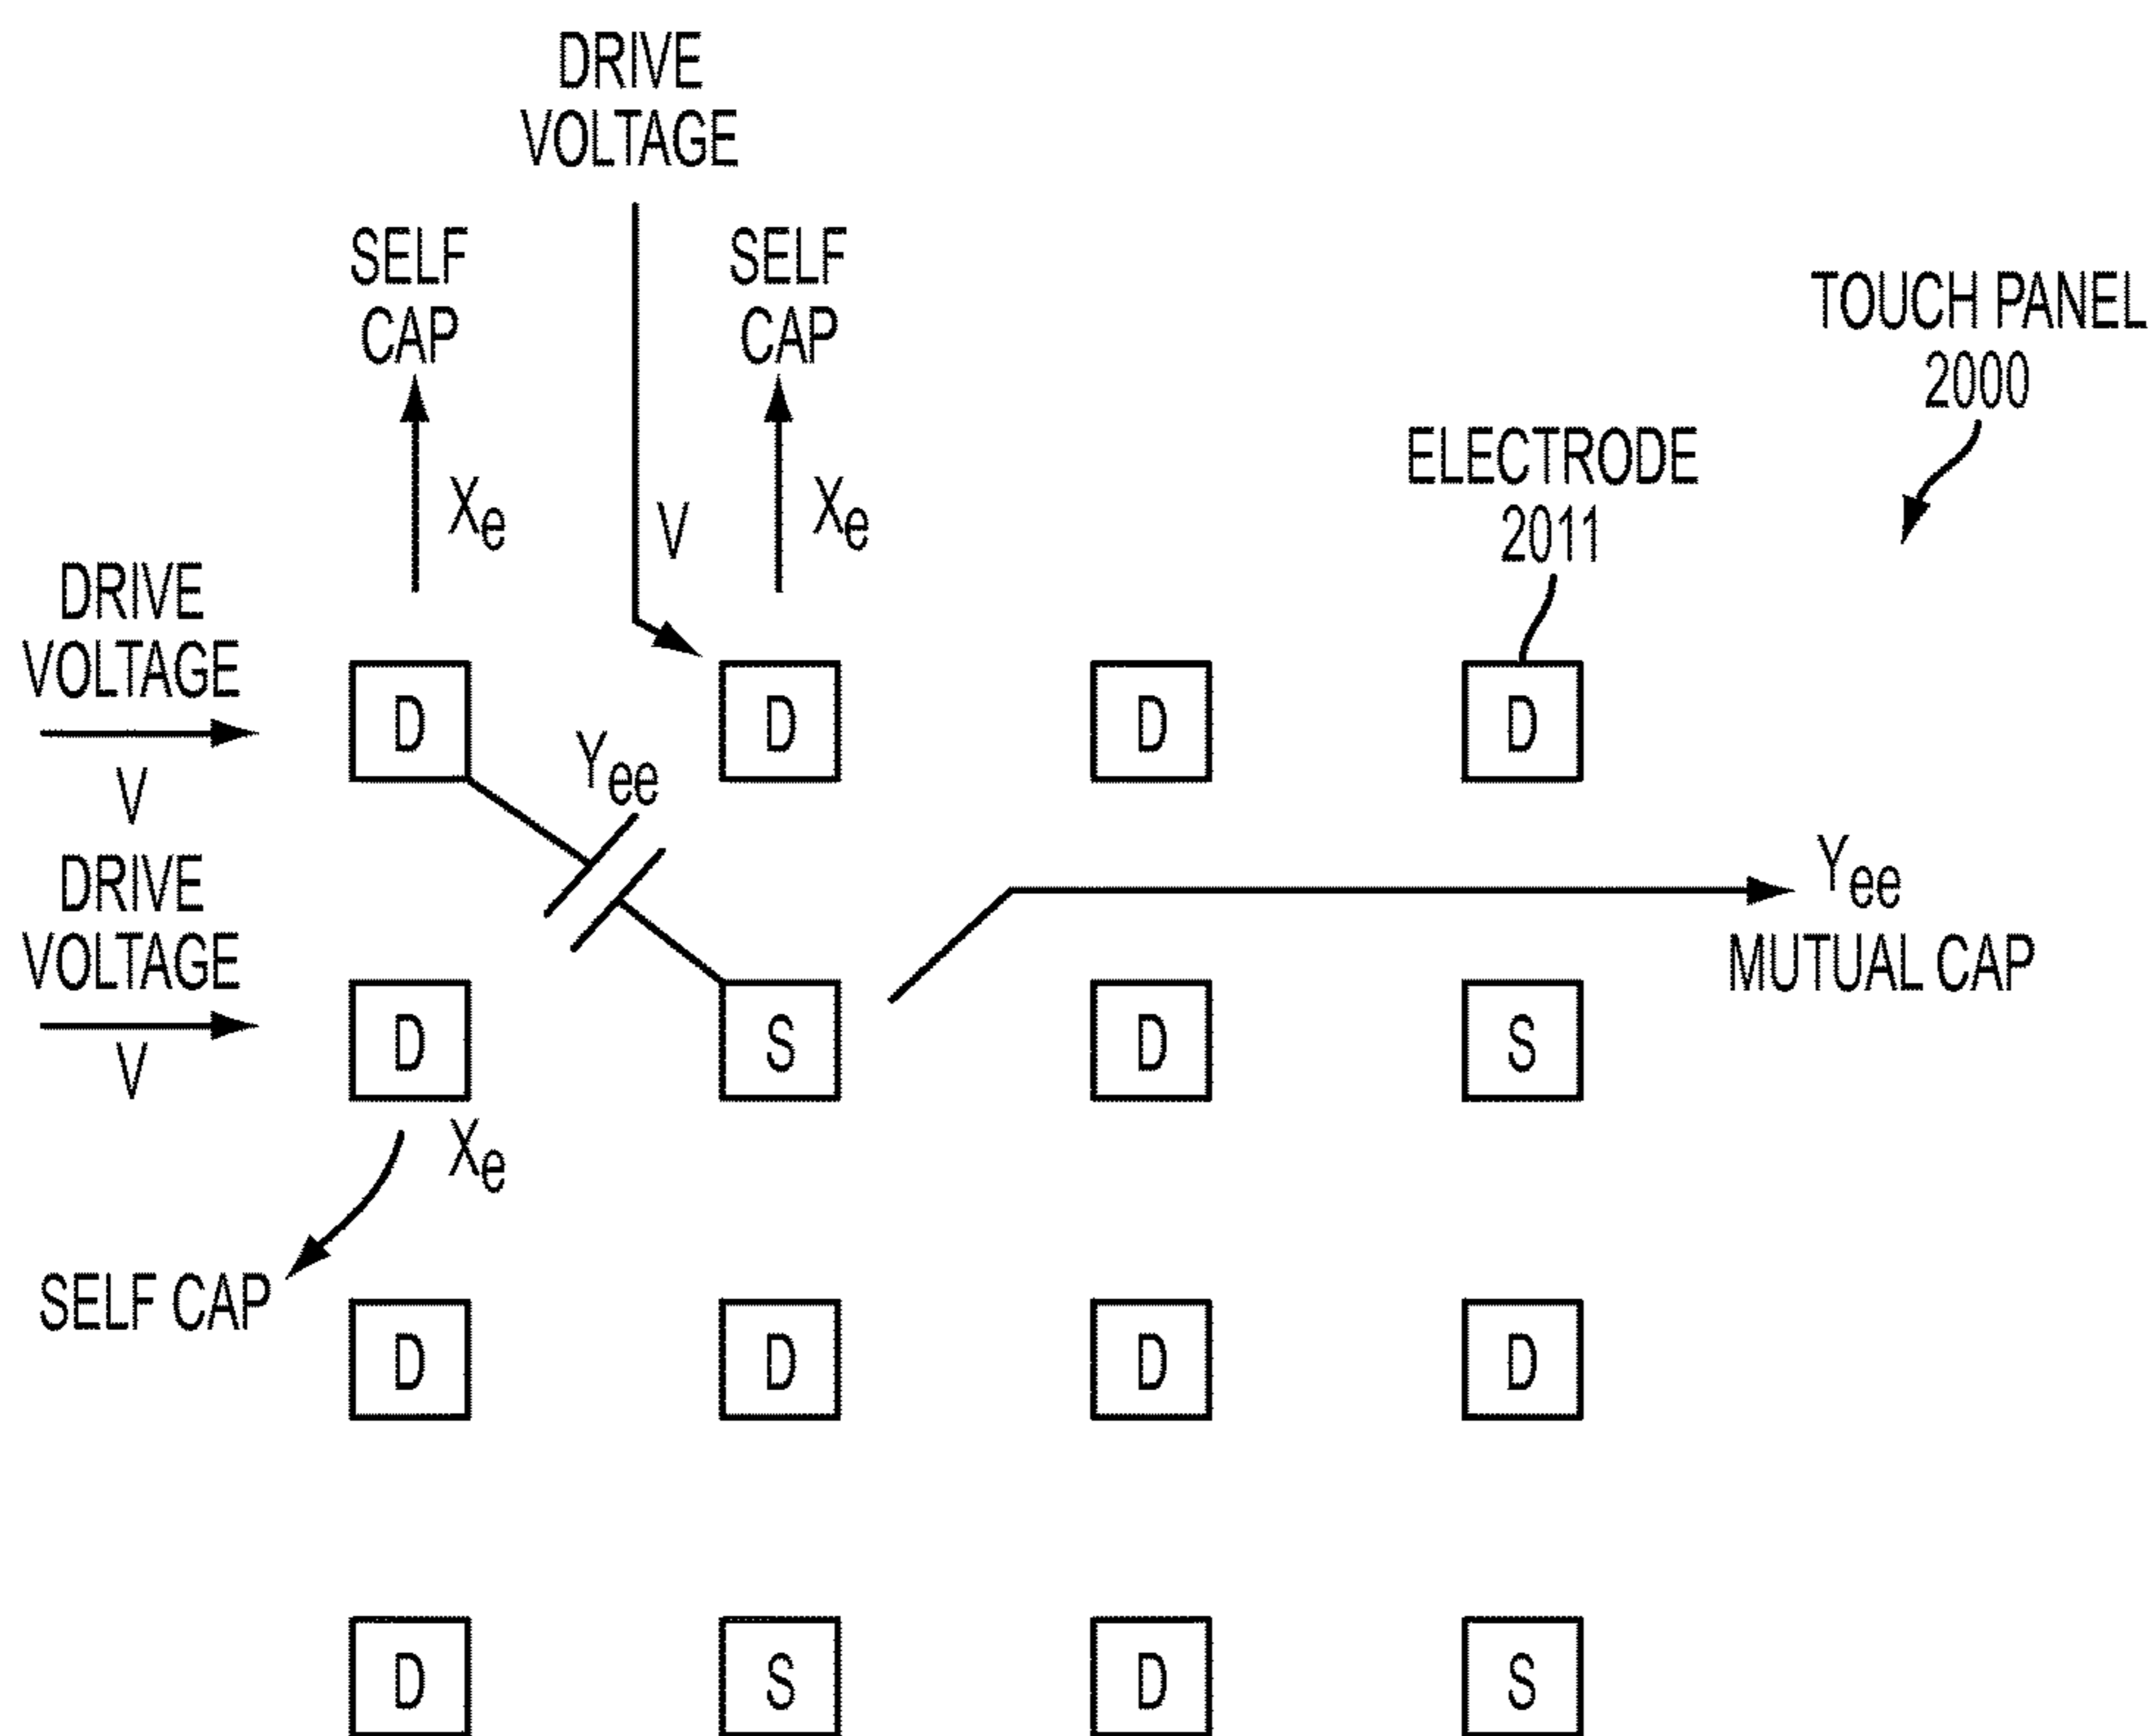 DRIVE
VOLTAGE
SELF
CAP
SELF
CAP
TOUCH PANEL
2000
ELECTRODE
2011
Xe
V
Xe
DRIVE
VOLTAGE
V
D D D D
Yee
DRIVE
VOLTAGE
V
Yee
MUTUAL CAP
D S D S
Xe
SELF CAP
D D D D
D S D S